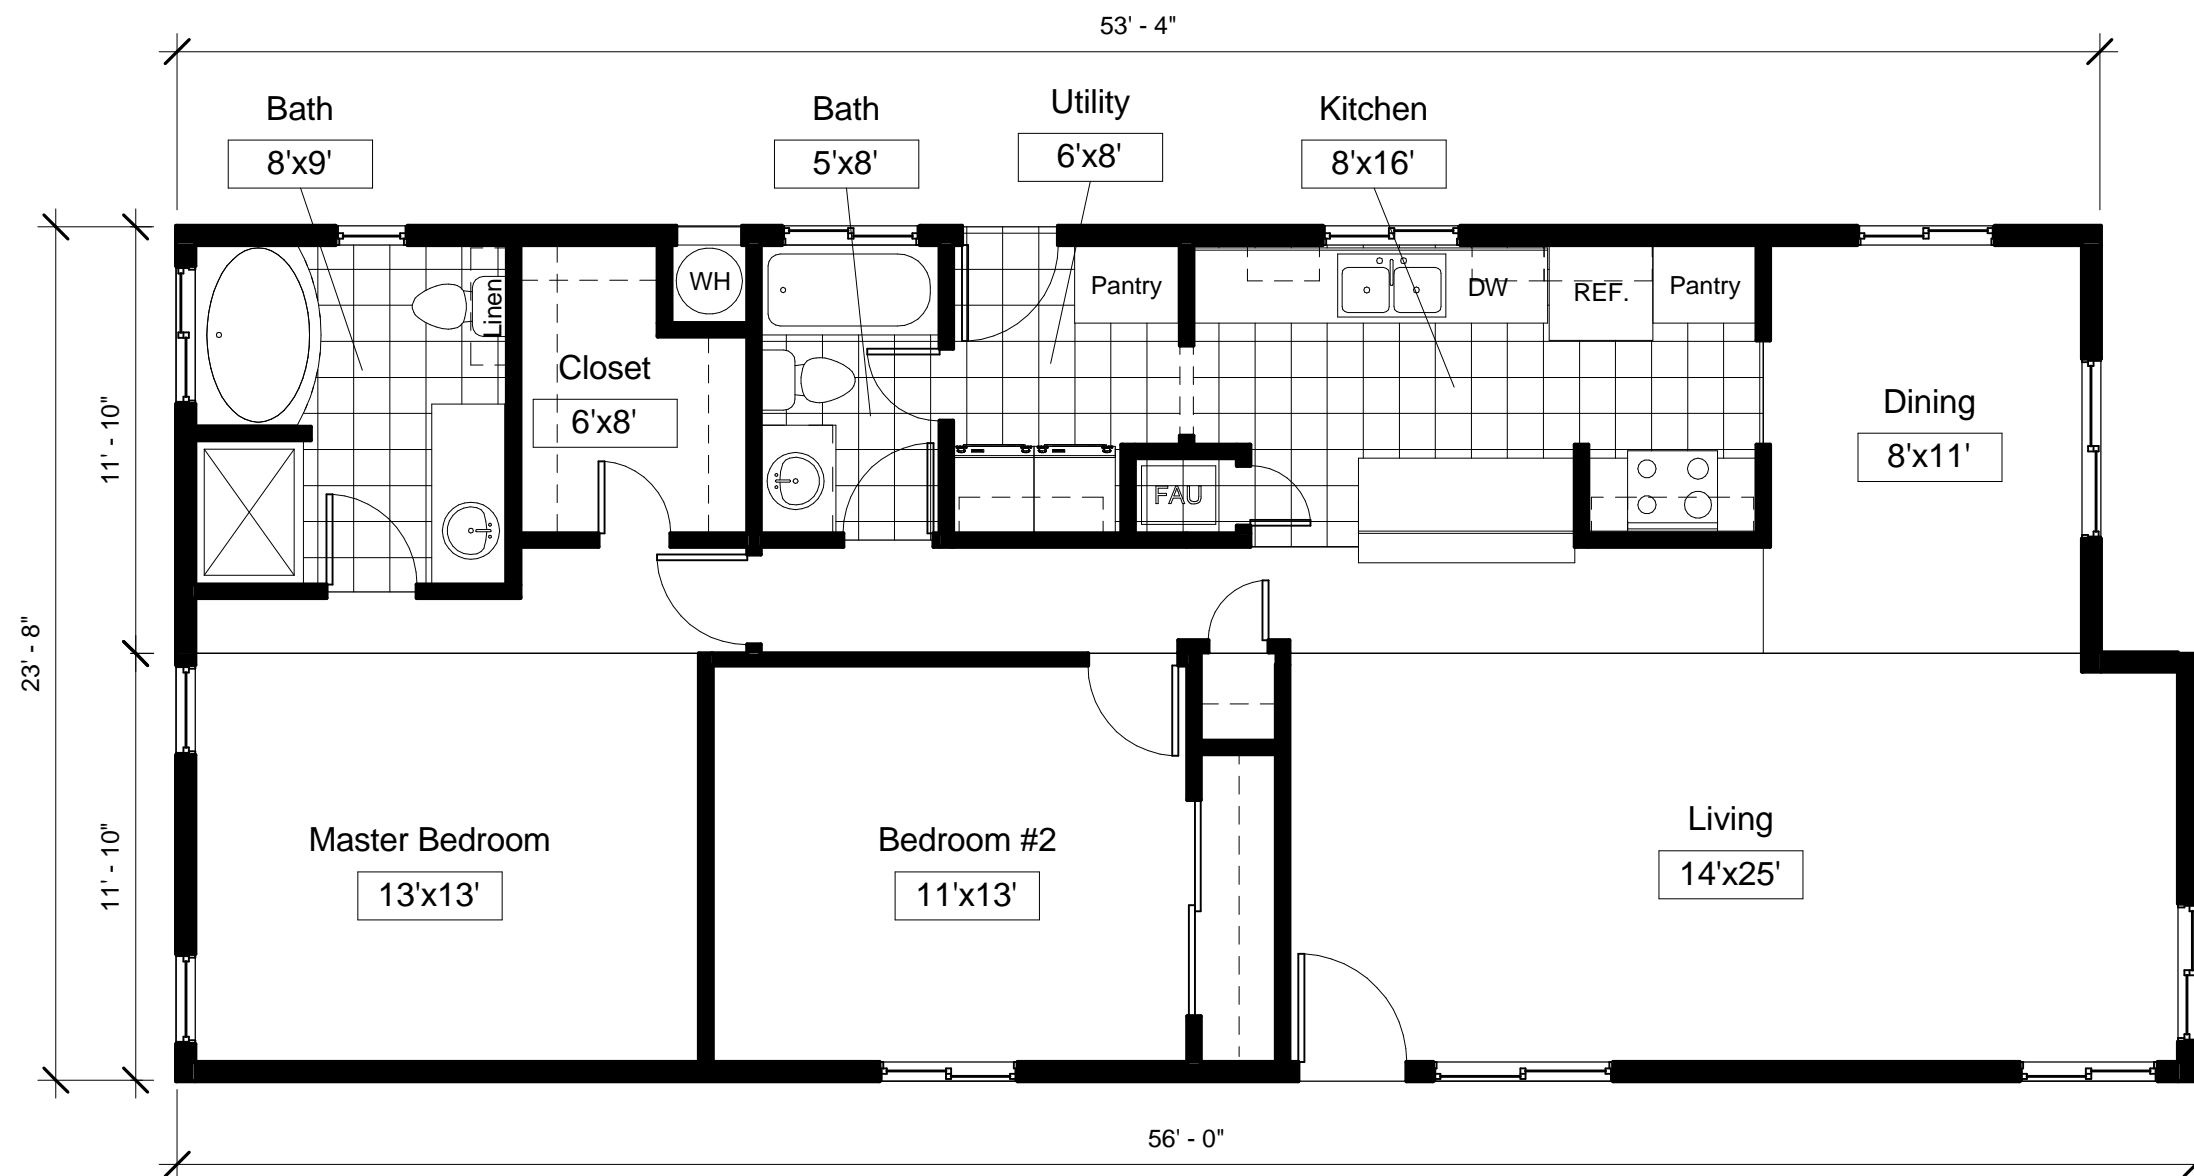 53' - 4"
Bath
8'x9'
Bath
5'x8'
Utility
6'x8'
Kitchen
8'x16'
Linen
WH
Pantry
DW
REF.
Pantry
Closet
6'x8'
Dining
8'x11'
FAU
11' - 10"
23' - 8"
11' - 10"
Master Bedroom
13'x13'
Bedroom #2
11'x13'
Living
14'x25'
56' - 0"